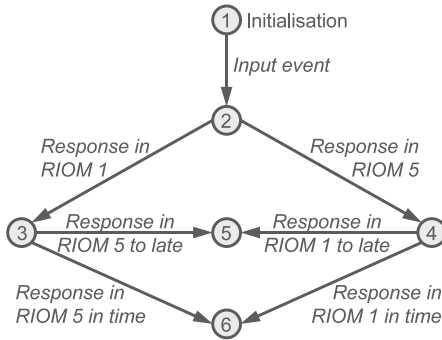 1 Initialisation
Input event
2
Response in
RIOM 1
Response in
RIOM 5
3
Response in
RIOM 5 to late
5
Response in
RIOM 1 to late
4
Response in
RIOM 5 in time
6
Response in
RIOM 1 in time